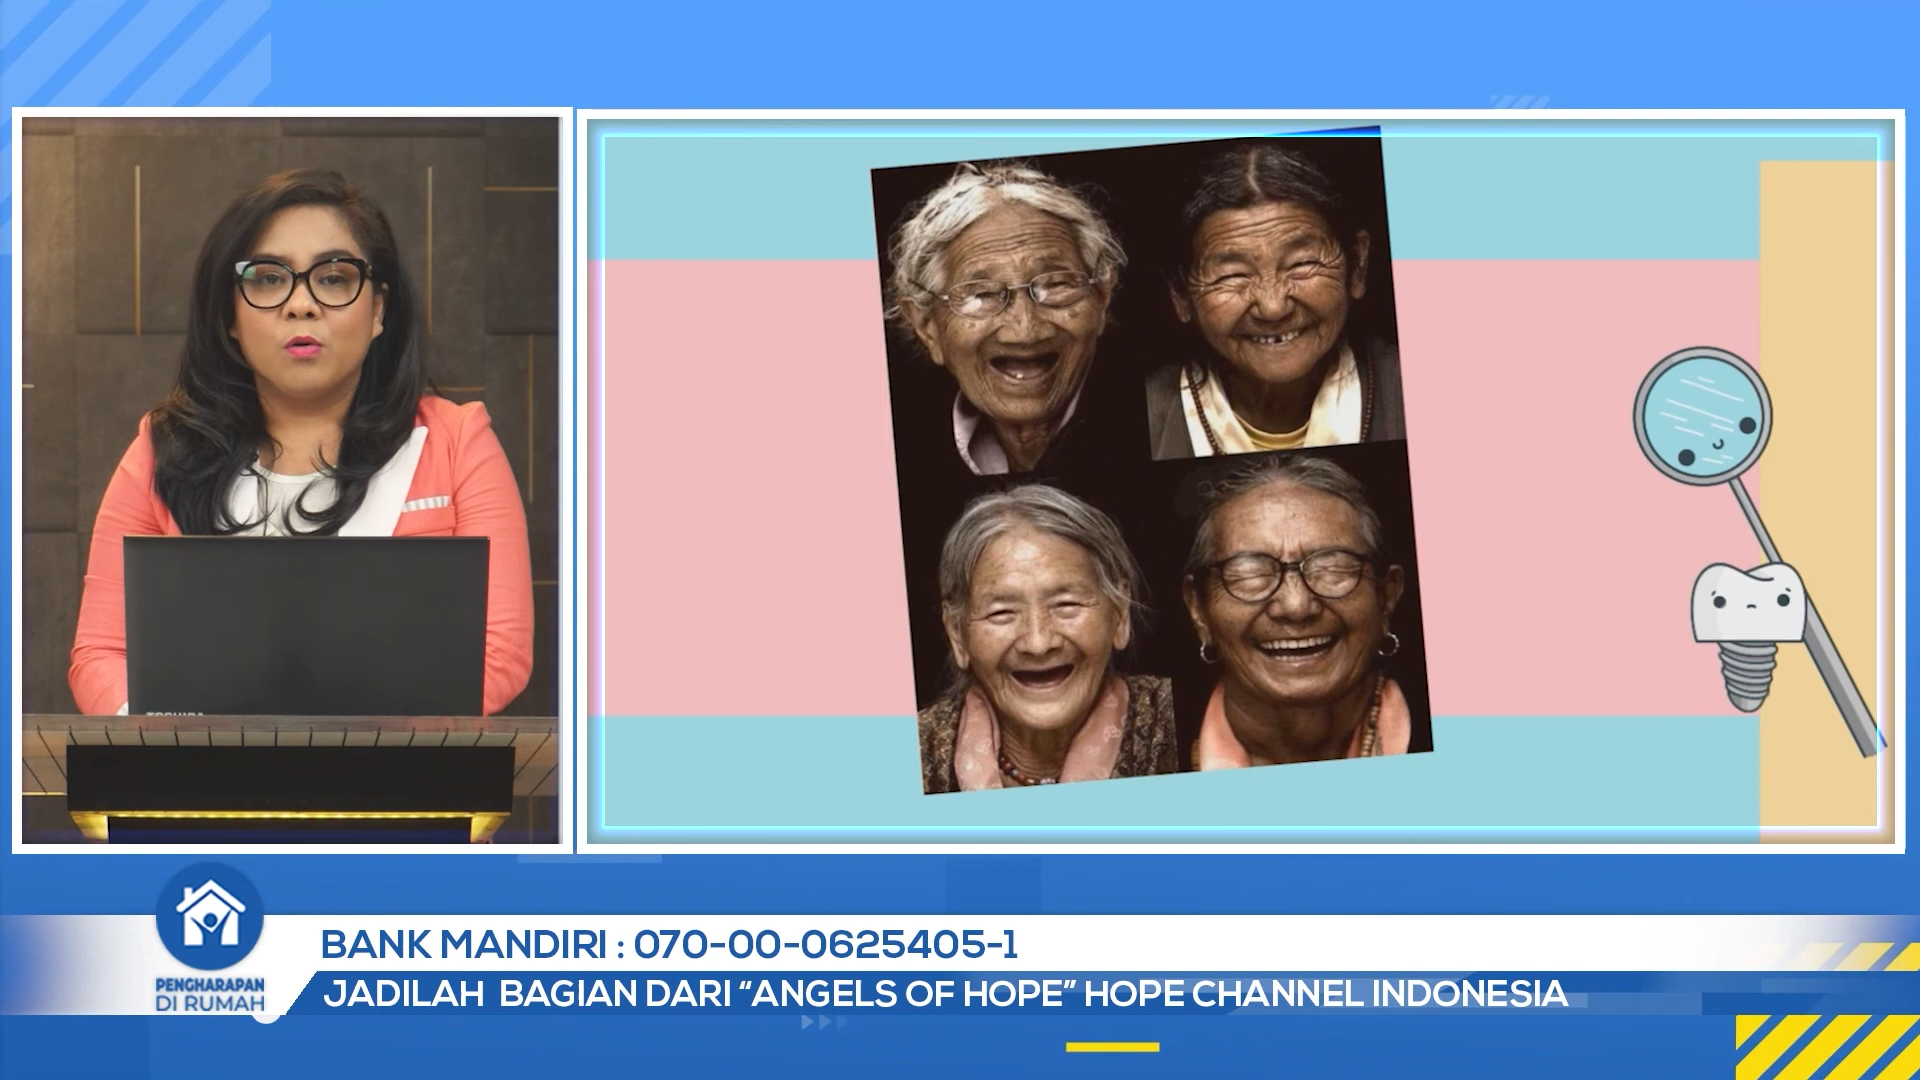 BANK MANDIRI : 070-00-0625405-1
PENGHARAPAN
DI RUMAH
JADILAH BAGIAN DARI “ANGELS OF HOPE” HOPE CHANNEL INDONESIA